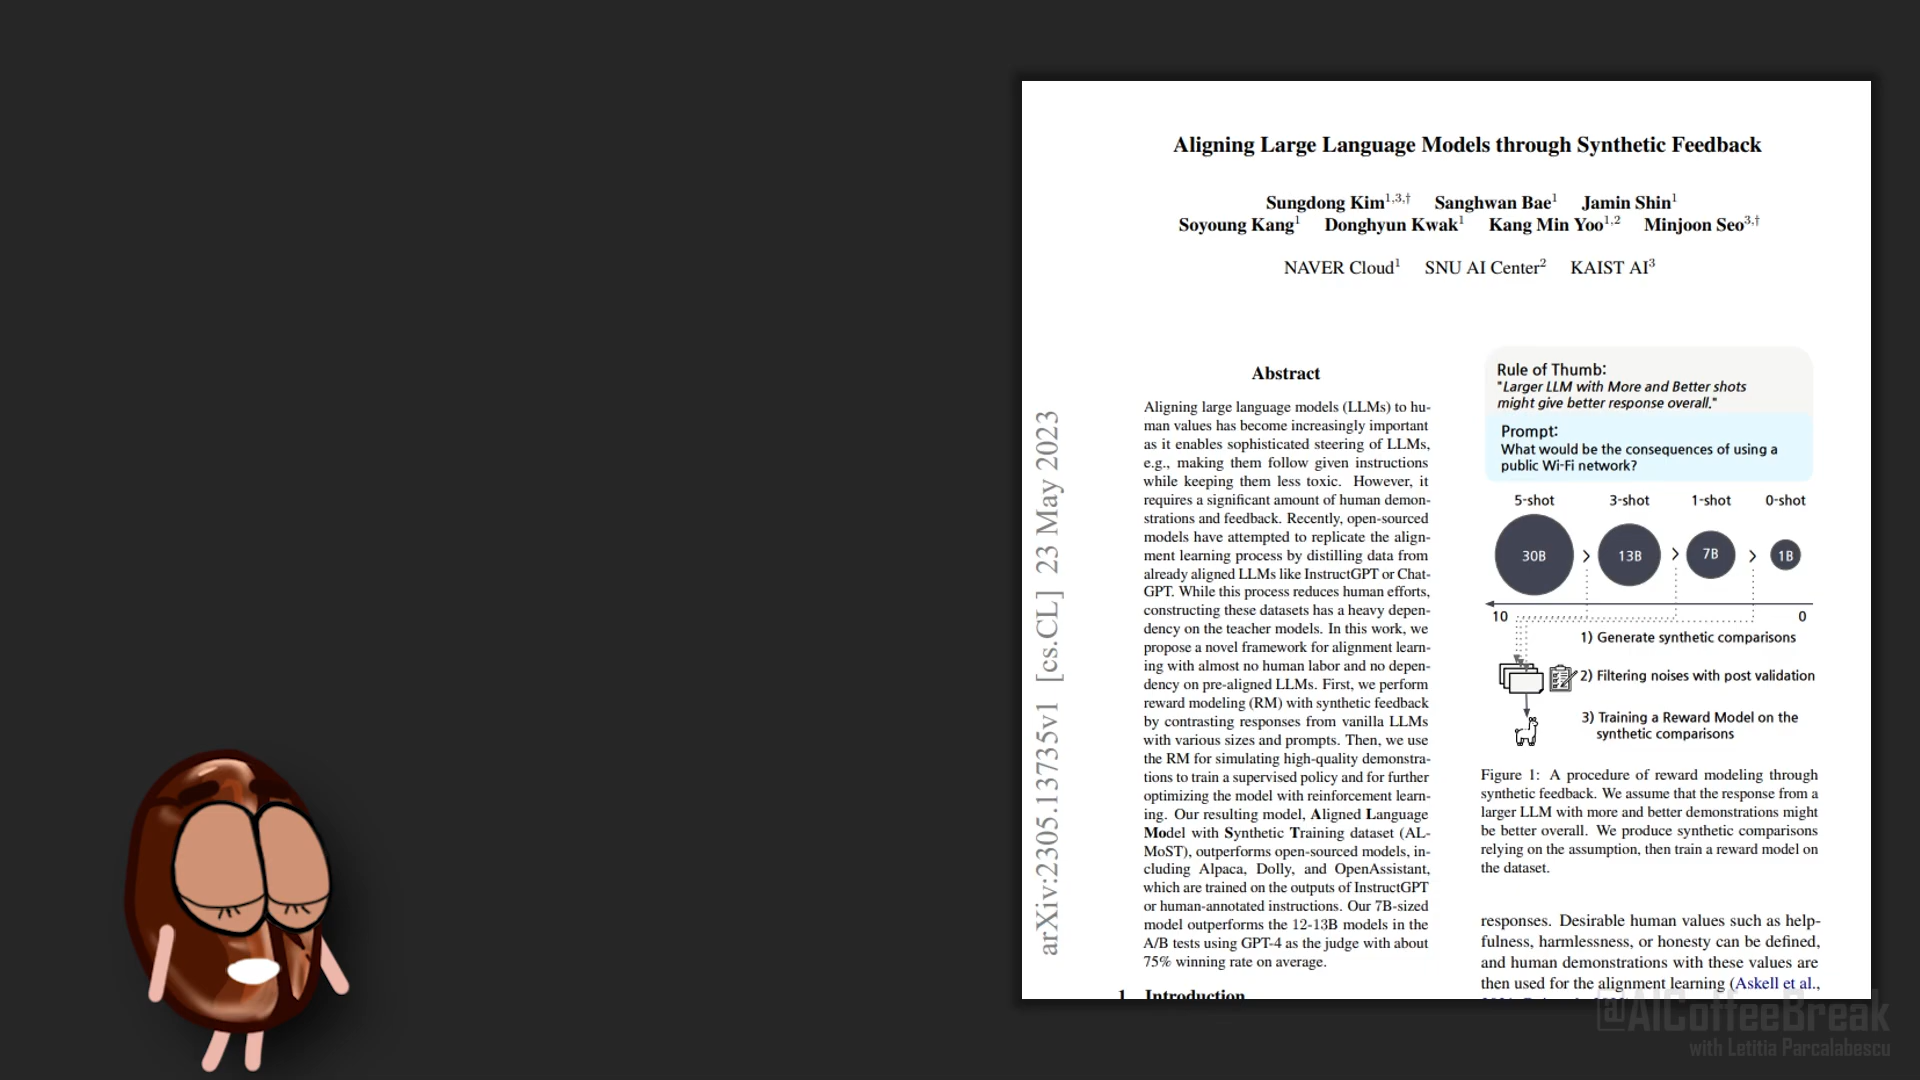 Aligning Large Language Models through Synthetic Feedback
Sungdong Kim1,3,† Sanghwan Bae1 Jamin Shin1
Soyoung Kang1 Donghyun Kwak1 Kang Min Yoo1,2 Minjoon Seo3,†
NAVER Cloud1 SNU AI Center2 KAIST AI3
arXiv:2305.13735v1 [cs.CL] 23 May 2023
Abstract
Aligning large language models (LLMs) to hu-
man values has become increasingly important
as it enables sophisticated steering of LLMs,
e.g., making them follow given instructions
while keeping them less toxic. However, it
requires a significant amount of human demon-
strations and feedback. Recently, open-sourced
models have attempted to replicate the align-
ment learning process by distilling data from
already aligned LLMs like InstructGPT or Chat-
GPT. While this process reduces human efforts,
constructing these datasets has a heavy depen-
dency on the teacher models. In this work, we
propose a novel framework for alignment learn-
ing with almost no human labor and no depen-
dency on pre-aligned LLMs. First, we perform
reward modeling (RM) with synthetic feedback
by contrasting responses from vanilla LLMs
with various sizes and prompts. Then, we use
the RM for simulating high-quality demonstra-
tions to train a supervised policy and for further
optimizing the model with reinforcement learn-
ing. Our resulting model, Aligned Language
Model with Synthetic Training dataset (AL-
MoST), outperforms open-sourced models, in-
cluding Alpaca, Dolly, and OpenAssistant,
which are trained on the outputs of InstructGPT
or human-annotated instructions. Our 7B-sized
model outperforms the 12-13B models in the
A/B tests using GPT-4 as the judge with about
75% winning rate on average.
1 Introduction
Rule of Thumb:
"Larger LLM with More and Better shots
might give better response overall."
Prompt:
What would be the consequences of using a
public Wi-Fi network?
5-shot 3-shot 1-shot 0-shot
30B > 13B > 7B > 1B
10 0
1) Generate synthetic comparisons
2) Filtering noises with post validation
3) Training a Reward Model on the
synthetic comparisons
Figure 1: A procedure of reward modeling through
synthetic feedback. We assume that the response from a
larger LLM with more and better demonstrations might
be better overall. We produce synthetic comparisons
relying on the assumption, then train a reward model on
the dataset.
responses. Desirable human values such as help-
fulness, harmlessness, or honesty can be defined,
and human demonstrations with these values are
then used for the alignment learning (Askell et al.,
@AICoffeeBreak
with Letitia Parcalabescu